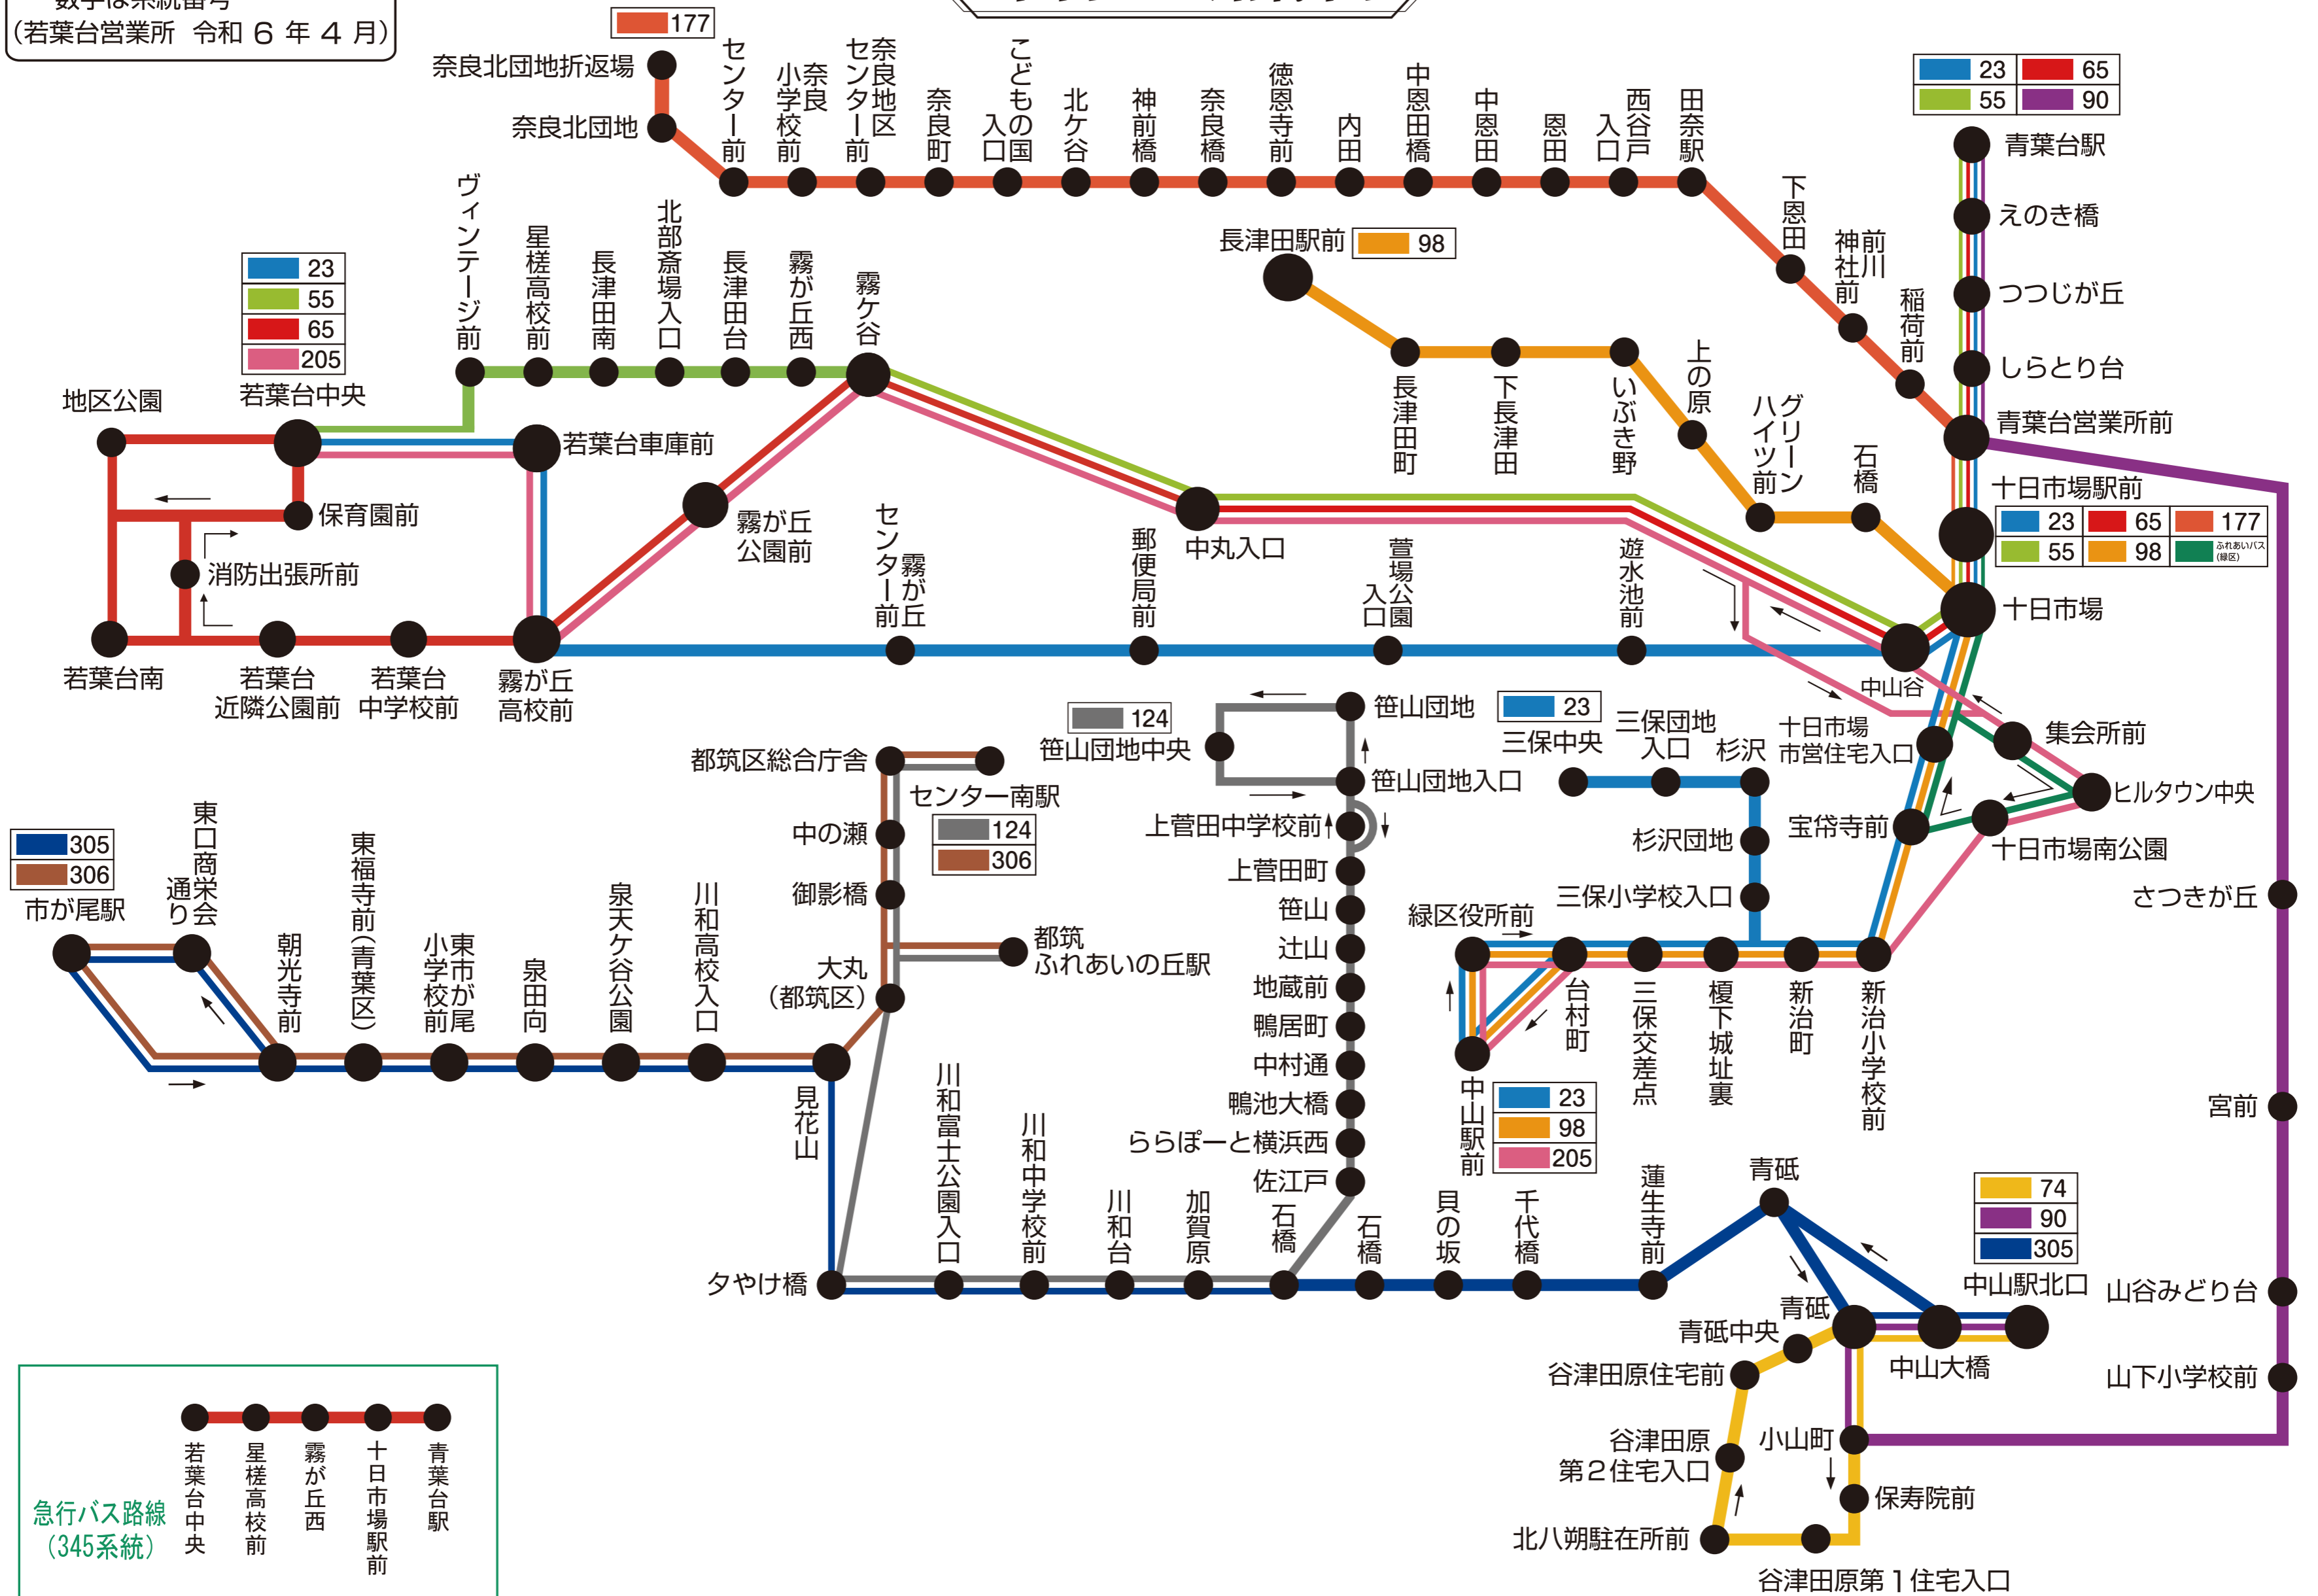 数字は系統番号
（若葉台営業所 令和 6 年 4 月）
177
奈良北団地折返場
奈良北団地
センター前
奈良
小学校前
奈良地区
センター前
奈良町
こどもの国
入口
北ケ谷
神前橋
奈良橋
徳恩寺前
内田
中恩田橋
中恩田
恩田
西谷戸
入口
田奈駅
下恩田
前川
神社前
稲荷前
23
65
55
90
青葉台駅
えのき橋
つつじが丘
しらとり台
青葉台営業所前
十日市場駅前
23
65
177
55
98
ふれあいバス
(緑区)
十日市場
長津田駅前
98
長津田町
下長津田
いぶき野
上の原
グリーン
ハイツ前
石橋
23
55
65
205
若葉台中央
地区公園
ヴィンテージ前
星槎高校前
長津田南
北部斎場入口
長津田台
霧が丘西
霧ケ谷
若葉台車庫前
保育園前
消防出張所前
若葉台南
若葉台
近隣公園前
若葉台
中学校前
霧が丘
高校前
霧が丘
公園前
中丸入口
霧が丘
センター前
郵便局前
萱場公園
入口
遊水池前
中山谷
十日市場
市営住宅入口
集会所前
ヒルタウン中央
宝帒寺前
十日市場南公園
124
笹山団地中央
笹山団地
笹山団地入口
上菅田中学校前
上菅田町
笹山
辻山
地蔵前
鴨居町
中村通
鴨池大橋
ららぽーと横浜西
佐江戸
23
三保中央
三保団地
入口
杉沢
杉沢団地
三保小学校入口
緑区役所前
台村町
三保交差点
榎下城址裏
新治町
新治小学校前
中山駅前
23
98
205
都筑区総合庁舎
センター南駅
124
306
中の瀬
御影橋
都筑
ふれあいの丘駅
大丸
（都筑区）
305
306
市が尾駅
東口商栄会
通り
朝光寺前
東福寺前（青葉区）
東市が尾
小学校前
泉田向
泉天ケ谷公園
川和高校入口
見花山
夕やけ橋
川和富士公園入口
川和中学校前
川和台
加賀原
石橋
石橋
貝の坂
千代橋
蓮生寺前
青砥
青砥
74
90
305
中山駅北口
中山大橋
青砥中央
谷津田原住宅前
谷津田原
第２住宅入口
北八朔駐在所前
谷津田原第１住宅入口
保寿院前
小山町
さつきが丘
宮前
山谷みどり台
山下小学校前
急行バス路線
（345系統）
若葉台中央
星槎高校前
霧が丘西
十日市場駅前
青葉台駅